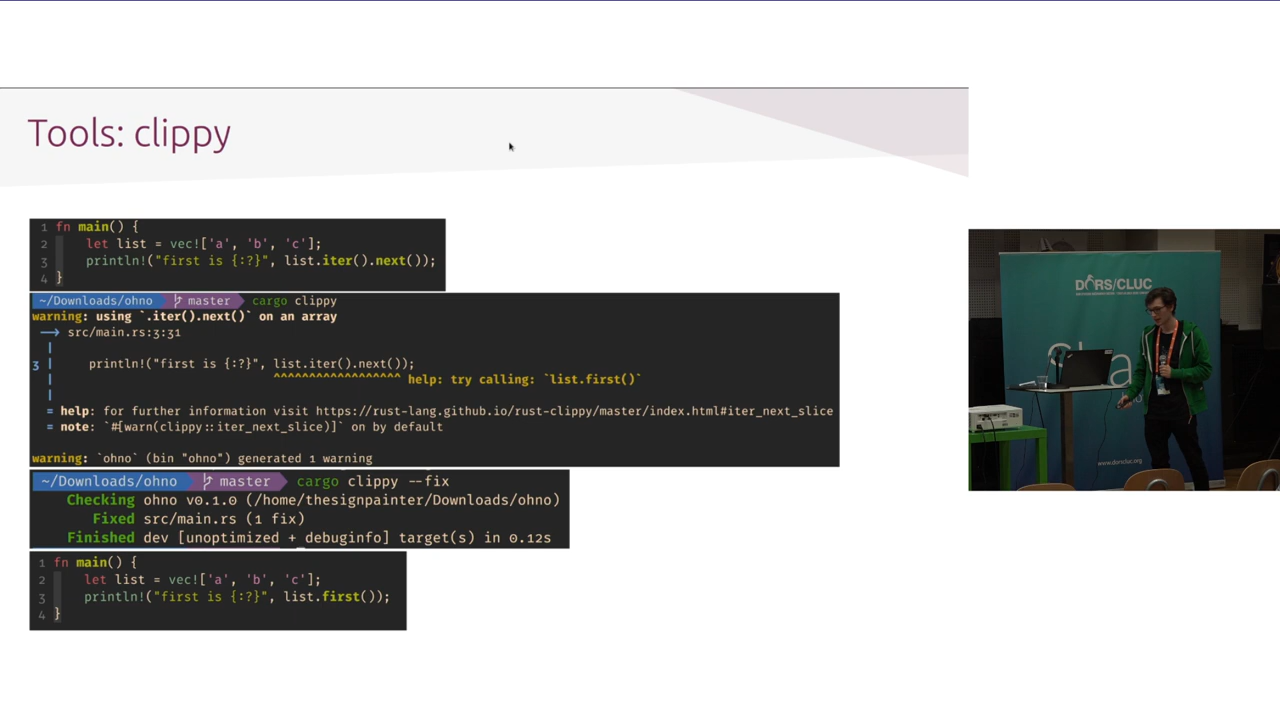 Tools: clippy
1 fn main() {
2 let list = vec!['a', 'b', 'c'];
3 println!("first is {:?}", list.iter().next());
4 }
~/Downloads/ohno master cargo clippy
warning: using `.iter().next()` on an array
--> src/main.rs:3:31
|
3 | println!("first is {:?}", list.iter().next());
| ^^^^^^^^^^^^^^^^^^ help: try calling: `list.first()`
|
= help: for further information visit https://rust-lang.github.io/rust-clippy/master/index.html#iter_next_slice
= note: `#[warn(clippy::iter_next_slice)]` on by default
warning: `ohno` (bin "ohno") generated 1 warning
~/Downloads/ohno master cargo clippy --fix
Checking ohno v0.1.0 (/home/thesignpainter/Downloads/ohno)
Fixed src/main.rs (1 fix)
Finished dev [unoptimized + debuginfo] target(s) in 0.12s
1 fn main() {
2 let list = vec!['a', 'b', 'c'];
3 println!("first is {:?}", list.first());
4 }
DORS/CLUC
www.dorscluc.org